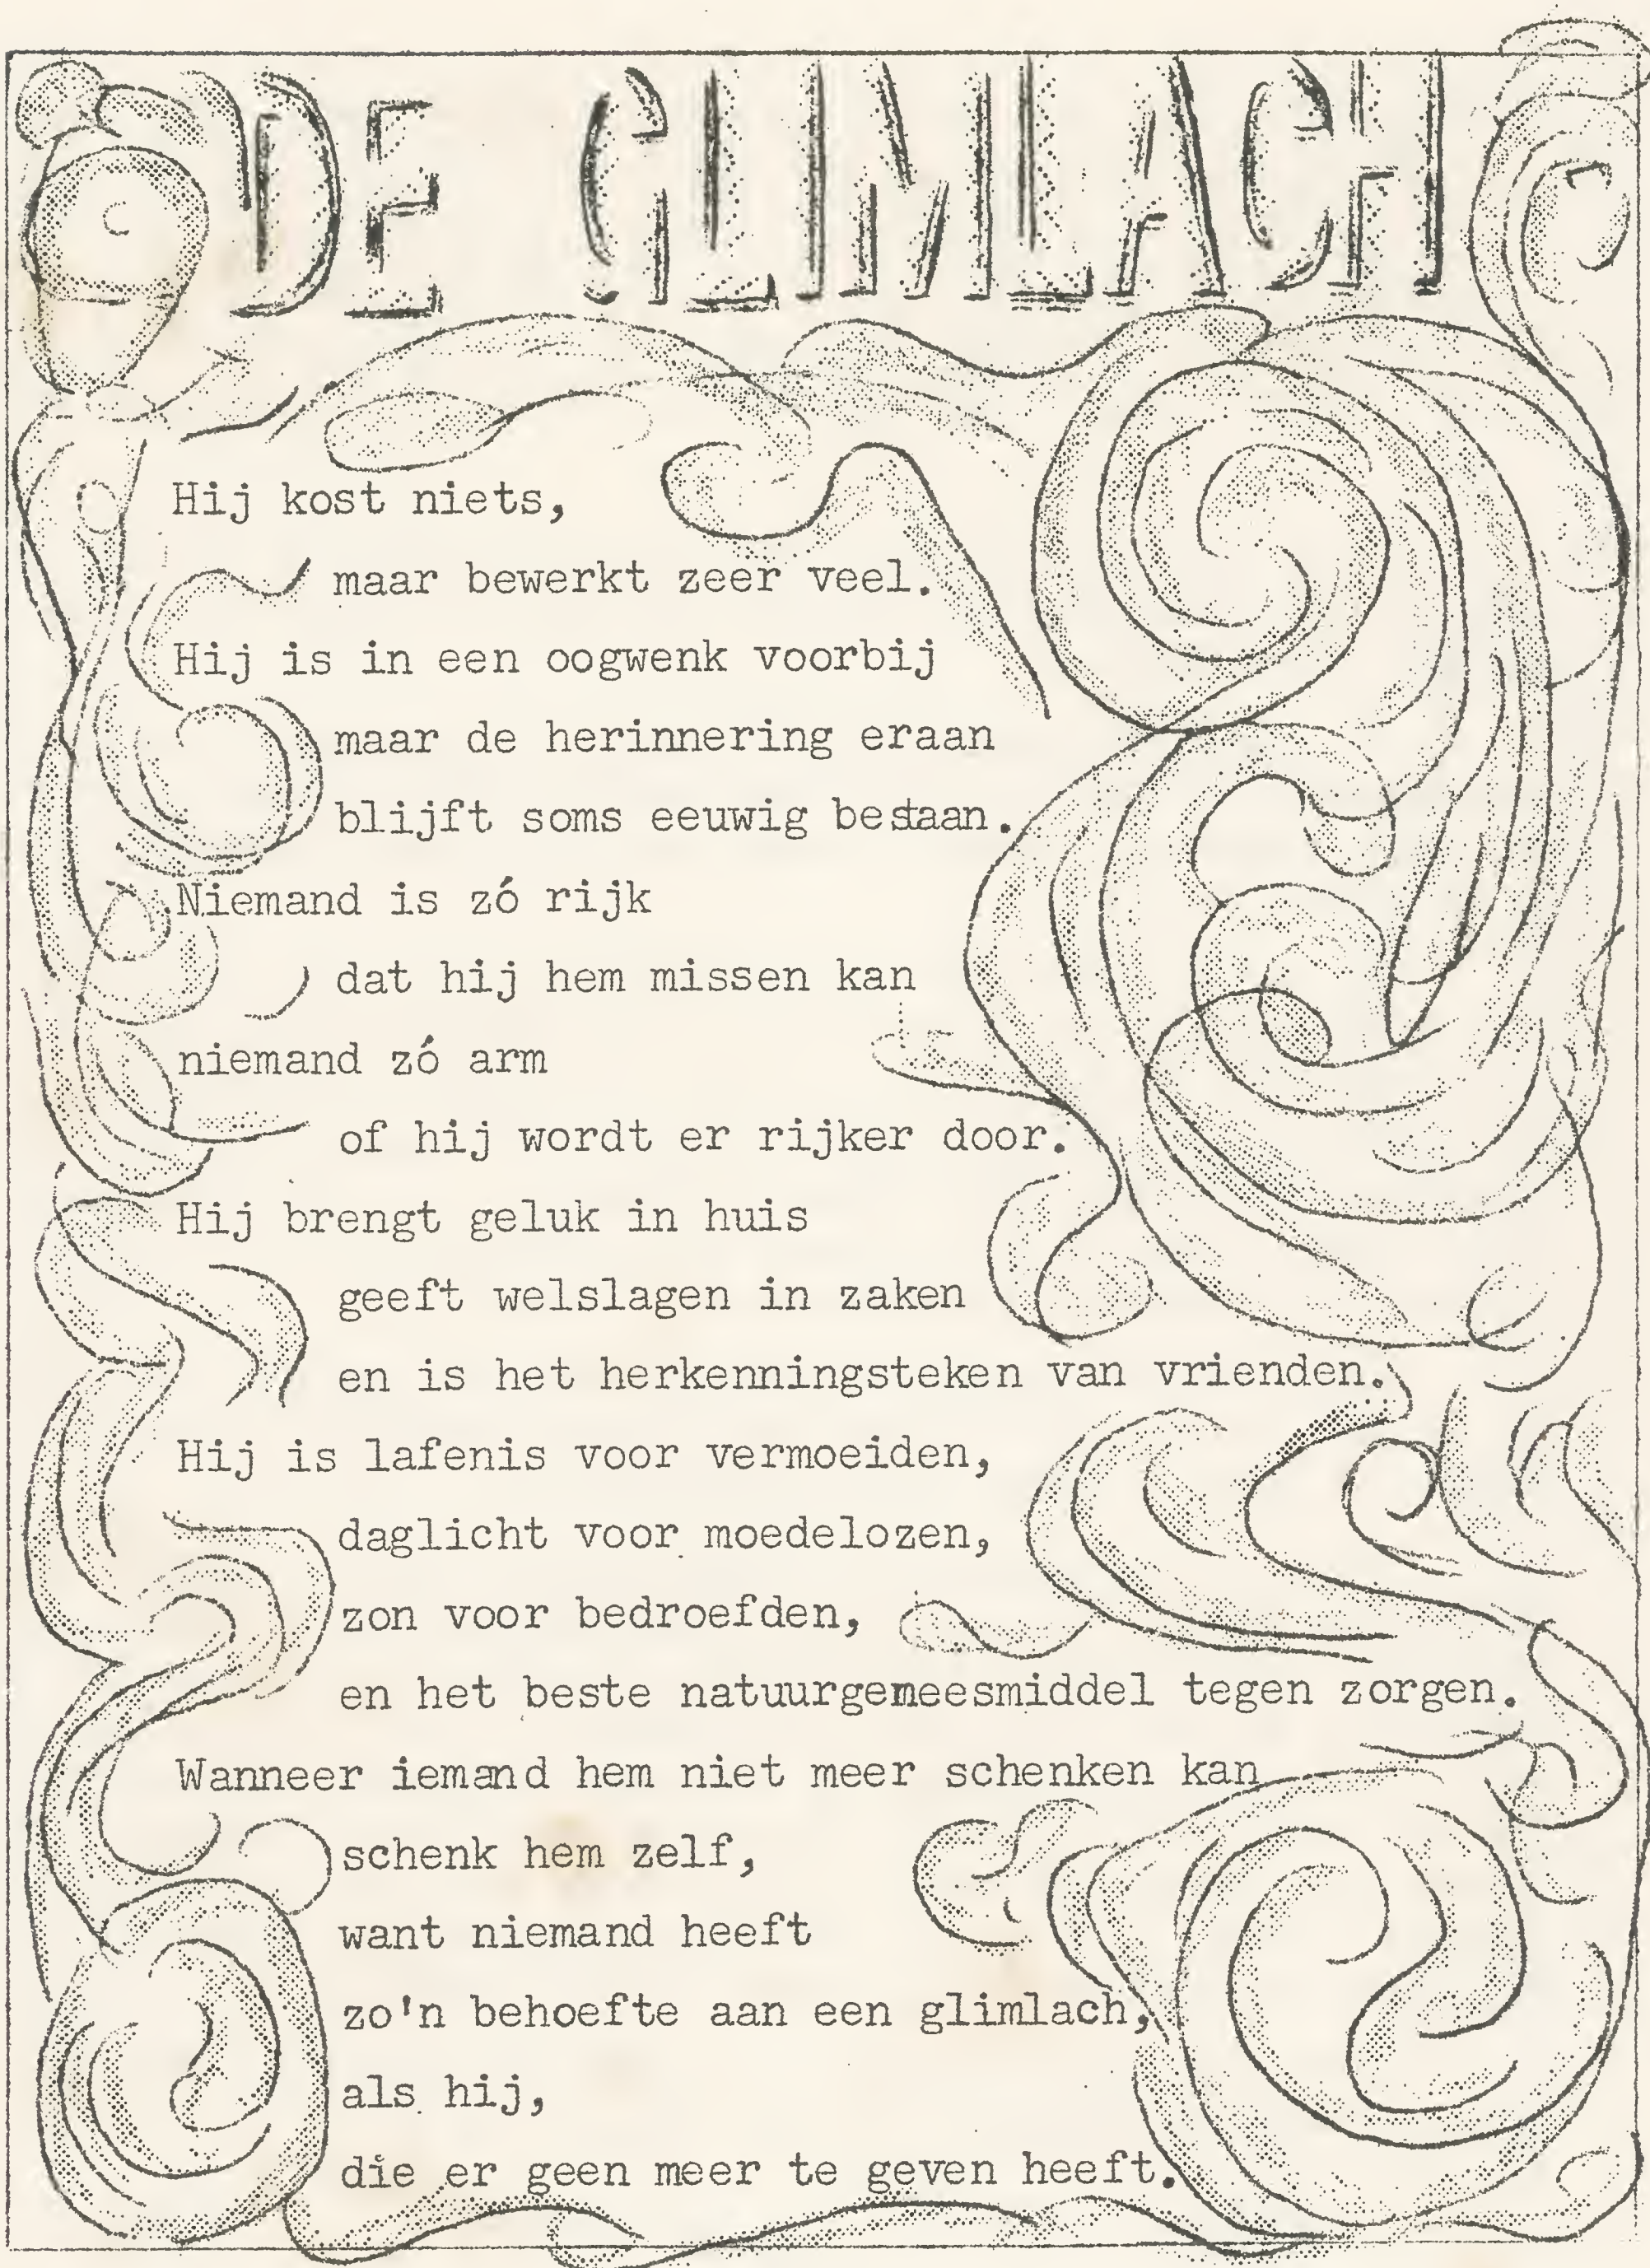 DE GLIMLACH
Hij kost niets,
maar bewerkt zeer veel.
Hij is in een oogwenk voorbij
maar de herinnering eraan
blijft soms eeuwig bestaan.
Niemand is zó rijk
dat hij hem missen kan
niemand zó arm
of hij wordt er rijker door.
Hij brengt geluk in huis
geeft welslagen in zaken
en is het herkenningsteken van vrienden.
Hij is lafenis voor vermoeiden,
daglicht voor moedelozen,
zon voor bedroefden,
en het beste natuurgeneesmiddel tegen zorgen.
Wanneer iemand hem niet meer schenken kan
schenk hem zelf,
want niemand heeft
zo'n behoefte aan een glimlach,
als hij,
die er geen meer te geven heeft.